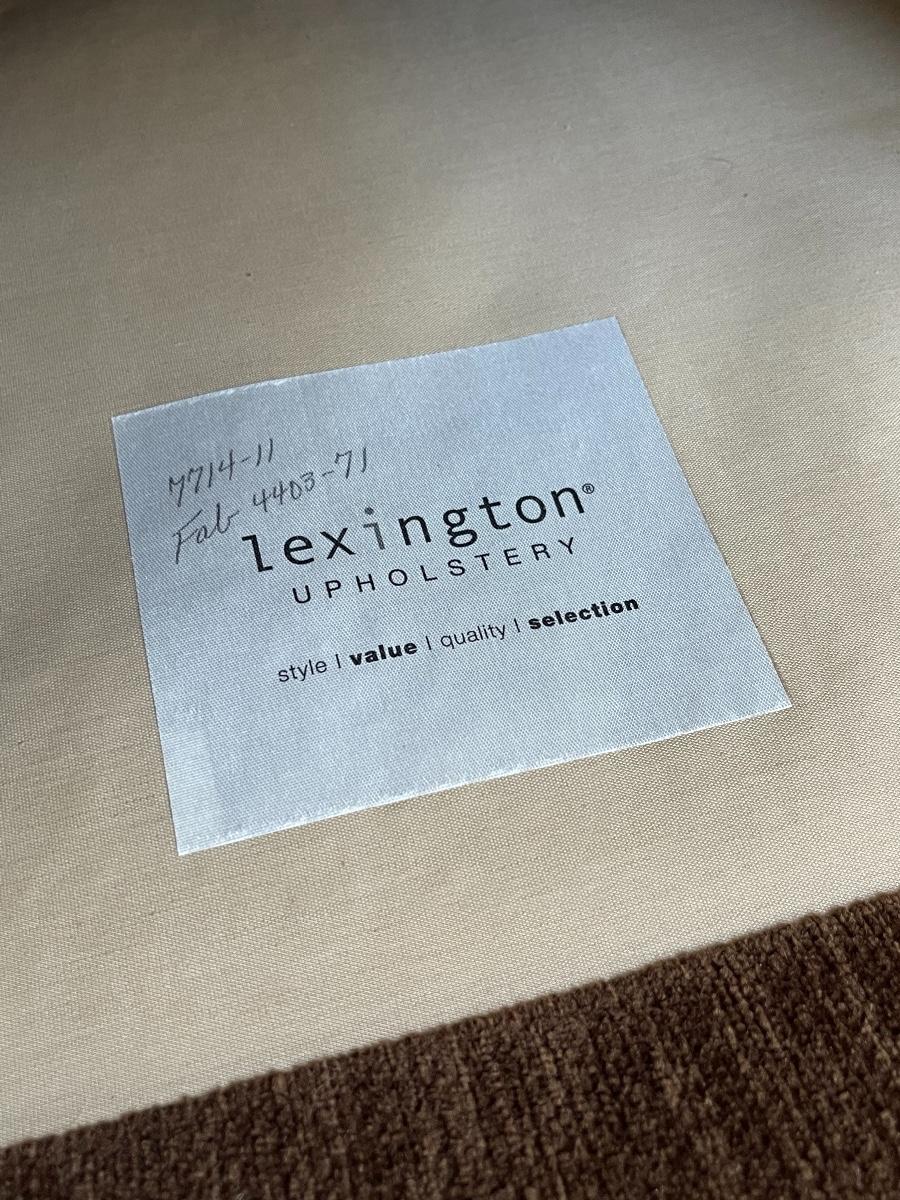 7714-11
Fab 4403-71
lexington®
UPHOLSTERY
style | value | quality | selection